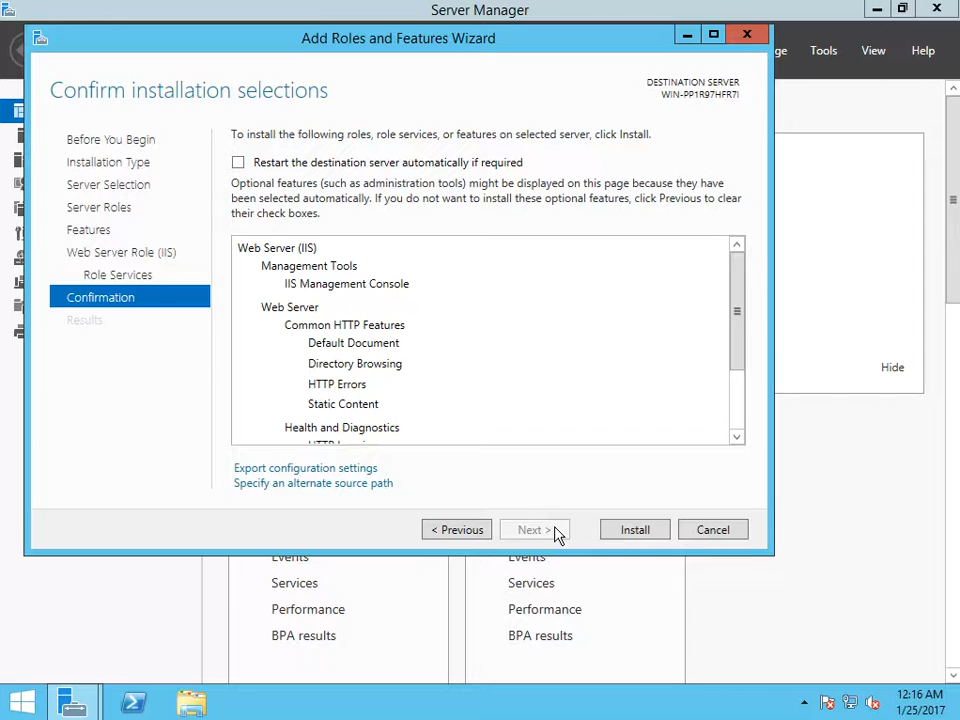 Server Manager
ge Tools View Help
Add Roles and Features Wizard
Confirm installation selections
DESTINATION SERVER
WIN-PP1R97HFR7I
Before You Begin
Installation Type
Server Selection
Server Roles
Features
Web Server Role (IIS)
Role Services
Confirmation
Results
To install the following roles, role services, or features on selected server, click Install.
Restart the destination server automatically if required
Optional features (such as administration tools) might be displayed on this page because they have
been selected automatically. If you do not want to install these optional features, click Previous to clear
their check boxes.
Web Server (IIS)
Management Tools
IIS Management Console
Web Server
Common HTTP Features
Default Document
Directory Browsing
HTTP Errors
Static Content
Health and Diagnostics
Export configuration settings
Specify an alternate source path
< Previous
Next >
Install
Cancel
Hide
Events
Services
Performance
BPA results
Events
Services
Performance
BPA results
12:16 AM
1/25/2017